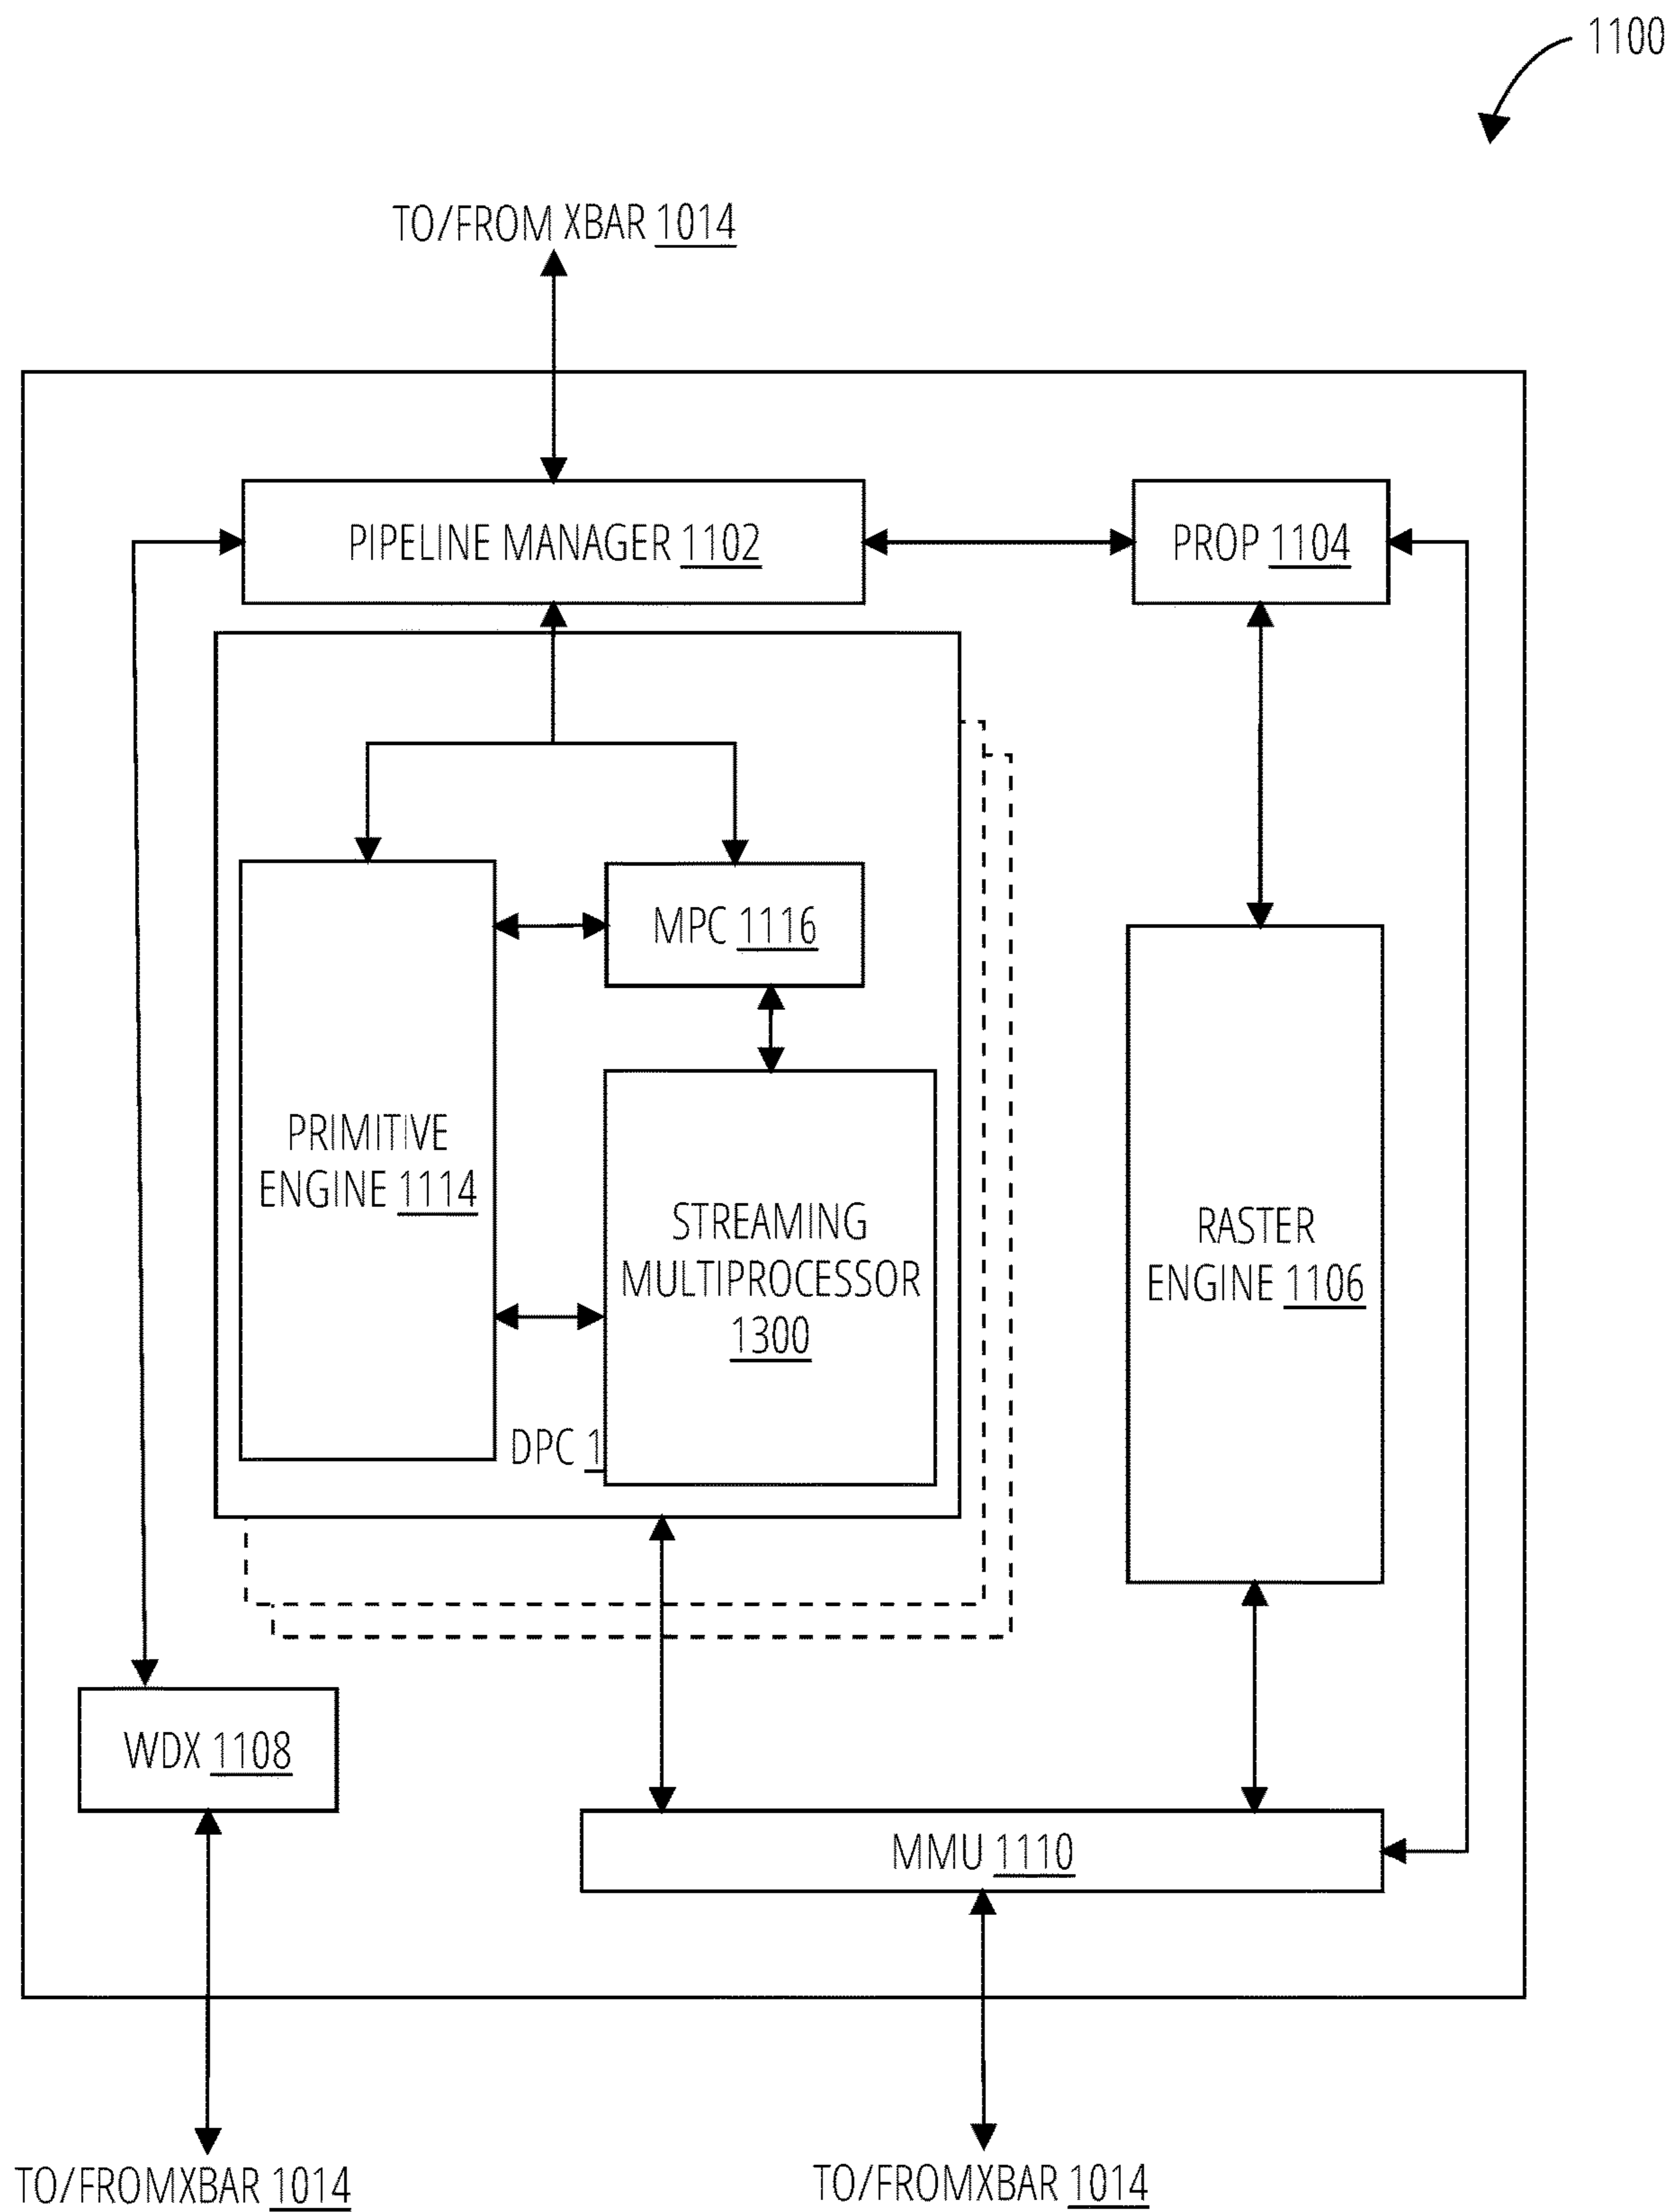 1100
TO/FROM XBAR 1014
PIPELINE MANAGER 1102
PROP 1104
MPC 1116
PRIMITIVE
ENGINE 1114
STREAMING
MULTIPROCESSOR
1300
RASTER
ENGINE 1106
DPC 1
WDX 1108
MMU 1110
TO/FROMXBAR 1014
TO/FROMXBAR 1014